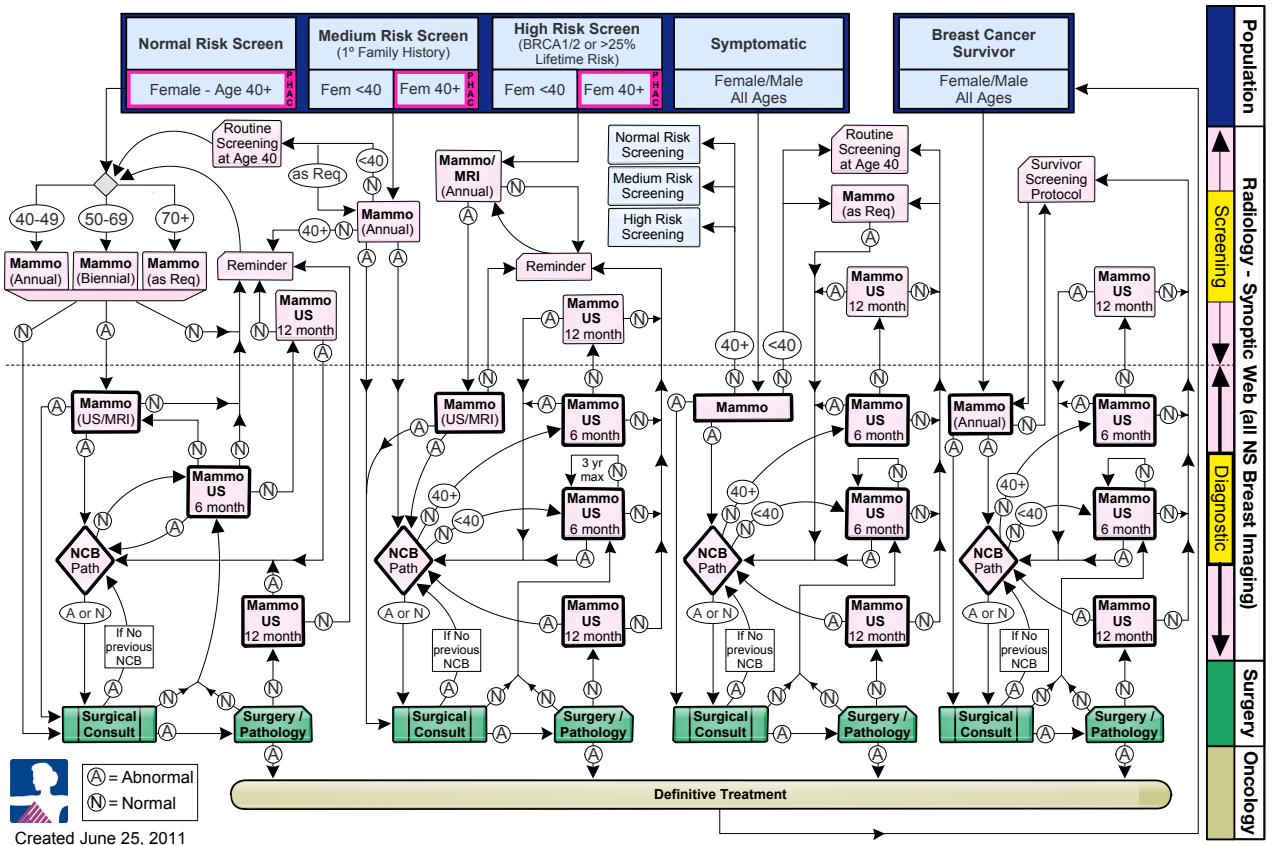 Normal Risk Screen
Medium Risk Screen
(1º Family History)
High Risk Screen
(BRCA1/2 or >25%
Lifetime Risk)
Symptomatic
Breast Cancer
Survivor
Female - Age 40+
PHAC
Fem <40
Fem 40+
PHAC
Fem <40
Fem 40+
PHAC
Female/Male
All Ages
Female/Male
All Ages
Population
Routine
Screening
at Age 40
<40
as Req
N
40-49
50-69
70+
40+
N
Mammo
(Annual)
A
A
Mammo
(Annual)
Mammo
(Biennial)
Mammo
(as Req)
Reminder
N
A
N
N
Mammo
US
12 month
A
Mammo/
MRI
(Annual)
N
A
Reminder
Mammo
US
12 month
A
N
Normal Risk
Screening
Medium Risk
Screening
High Risk
Screening
40+
N
<40
N
Routine
Screening
at Age 40
Mammo
(as Req)
A
Mammo
US
12 month
A
N
Survivor
Screening
Protocol
Mammo
US
12 month
A
N
Screening
Radiology - Synoptic Web (all NS Breast Imaging)
Mammo
(US/MRI)
A
N
A
N
N
N
Mammo
US
6 month
N
A
NCB
Path
A or N
If No
previous
NCB
A
A
Mammo
US
12 month
N
N
N
N
Surgical
Consult
A
Surgery /
Pathology
A
N
Mammo
(US/MRI)
A
A
N
Mammo
US
6 month
N
3 yr
max
N
Mammo
US
6 month
N
A
40+
N
<40
N
NCB
Path
A or N
If No
previous
NCB
A
A
Mammo
US
12 month
N
N
N
N
Surgical
Consult
A
Surgery /
Pathology
A
Mammo
A
A
N
A
Mammo
US
6 month
N
N
Mammo
US
6 month
N
A
40+
N
<40
N
NCB
Path
A or N
If No
previous
NCB
A
A
Mammo
US
12 month
N
N
N
N
Surgical
Consult
A
Surgery /
Pathology
A
Mammo
(Annual)
N
A
A
N
A
Mammo
US
6 month
N
N
Mammo
US
6 month
N
A
40+
N
<40
N
NCB
Path
A or N
If No
previous
NCB
A
A
Mammo
US
12 month
N
N
N
N
Surgical
Consult
A
Surgery /
Pathology
A
Diagnostic
Surgery
Oncology
Definitive Treatment
A = Abnormal
N = Normal
Created June 25, 2011